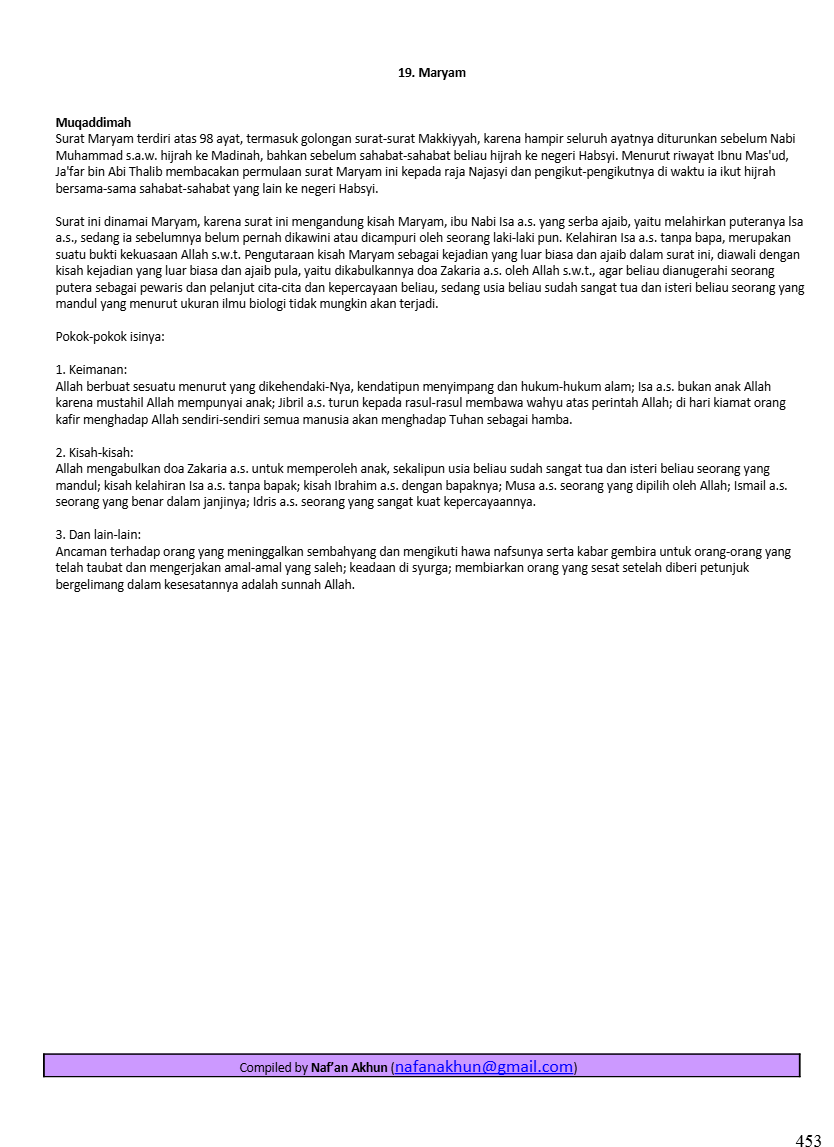 19. Maryam
Muqaddimah
Surat Maryam terdiri atas 98 ayat, termasuk golongan surat-surat Makkiyyah, karena hampir seluruh ayatnya diturunkan sebelum Nabi
Muhammad s.a.w. hijrah ke Madinah, bahkan sebelum sahabat-sahabat beliau hijrah ke negeri Habsyi. Menurut riwayat Ibnu Mas'ud,
Ja'far bin Abi Thalib membacakan permulaan surat Maryam ini kepada raja Najasyi dan pengikut-pengikutnya di waktu ia ikut hijrah
bersama-sama sahabat-sahabat yang lain ke negeri Habsyi.
Surat ini dinamai Maryam, karena surat ini mengandung kisah Maryam, ibu Nabi Isa a.s. yang serba ajaib, yaitu melahirkan puteranya lsa
a.s., sedang ia sebelumnya belum pernah dikawini atau dicampuri oleh seorang laki-laki pun. Kelahiran Isa a.s. tanpa bapa, merupakan
suatu bukti kekuasaan Allah s.w.t. Pengutaraan kisah Maryam sebagai kejadian yang luar biasa dan ajaib dalam surat ini, diawali dengan
kisah kejadian yang luar biasa dan ajaib pula, yaitu dikabulkannya doa Zakaria a.s. oleh Allah s.w.t., agar beliau dianugerahi seorang
putera sebagai pewaris dan pelanjut cita-cita dan kepercayaan beliau, sedang usia beliau sudah sangat tua dan isteri beliau seorang yang
mandul yang menurut ukuran ilmu biologi tidak mungkin akan terjadi.
Pokok-pokok isinya:
1. Keimanan:
Allah berbuat sesuatu menurut yang dikehendaki-Nya, kendatipun menyimpang dan hukum-hukum alam; Isa a.s. bukan anak Allah
karena mustahil Allah mempunyai anak; Jibril a.s. turun kepada rasul-rasul membawa wahyu atas perintah Allah; di hari kiamat orang
kafir menghadap Allah sendiri-sendiri semua manusia akan menghadap Tuhan sebagai hamba.
2. Kisah-kisah:
Allah mengabulkan doa Zakaria a.s. untuk memperoleh anak, sekalipun usia beliau sudah sangat tua dan isteri beliau seorang yang
mandul; kisah kelahiran Isa a.s. tanpa bapak; kisah Ibrahim a.s. dengan bapaknya; Musa a.s. seorang yang dipilih oleh Allah; Ismail a.s.
seorang yang benar dalam janjinya; Idris a.s. seorang yang sangat kuat kepercayaannya.
3. Dan lain-lain:
Ancaman terhadap orang yang meninggalkan sembahyang dan mengikuti hawa nafsunya serta kabar gembira untuk orang-orang yang
telah taubat dan mengerjakan amal-amal yang saleh; keadaan di syurga; membiarkan orang yang sesat setelah diberi petunjuk
bergelimang dalam kesesatannya adalah sunnah Allah.
Compiled by Naf’an Akhun (nafanakhun@gmail.com)
453